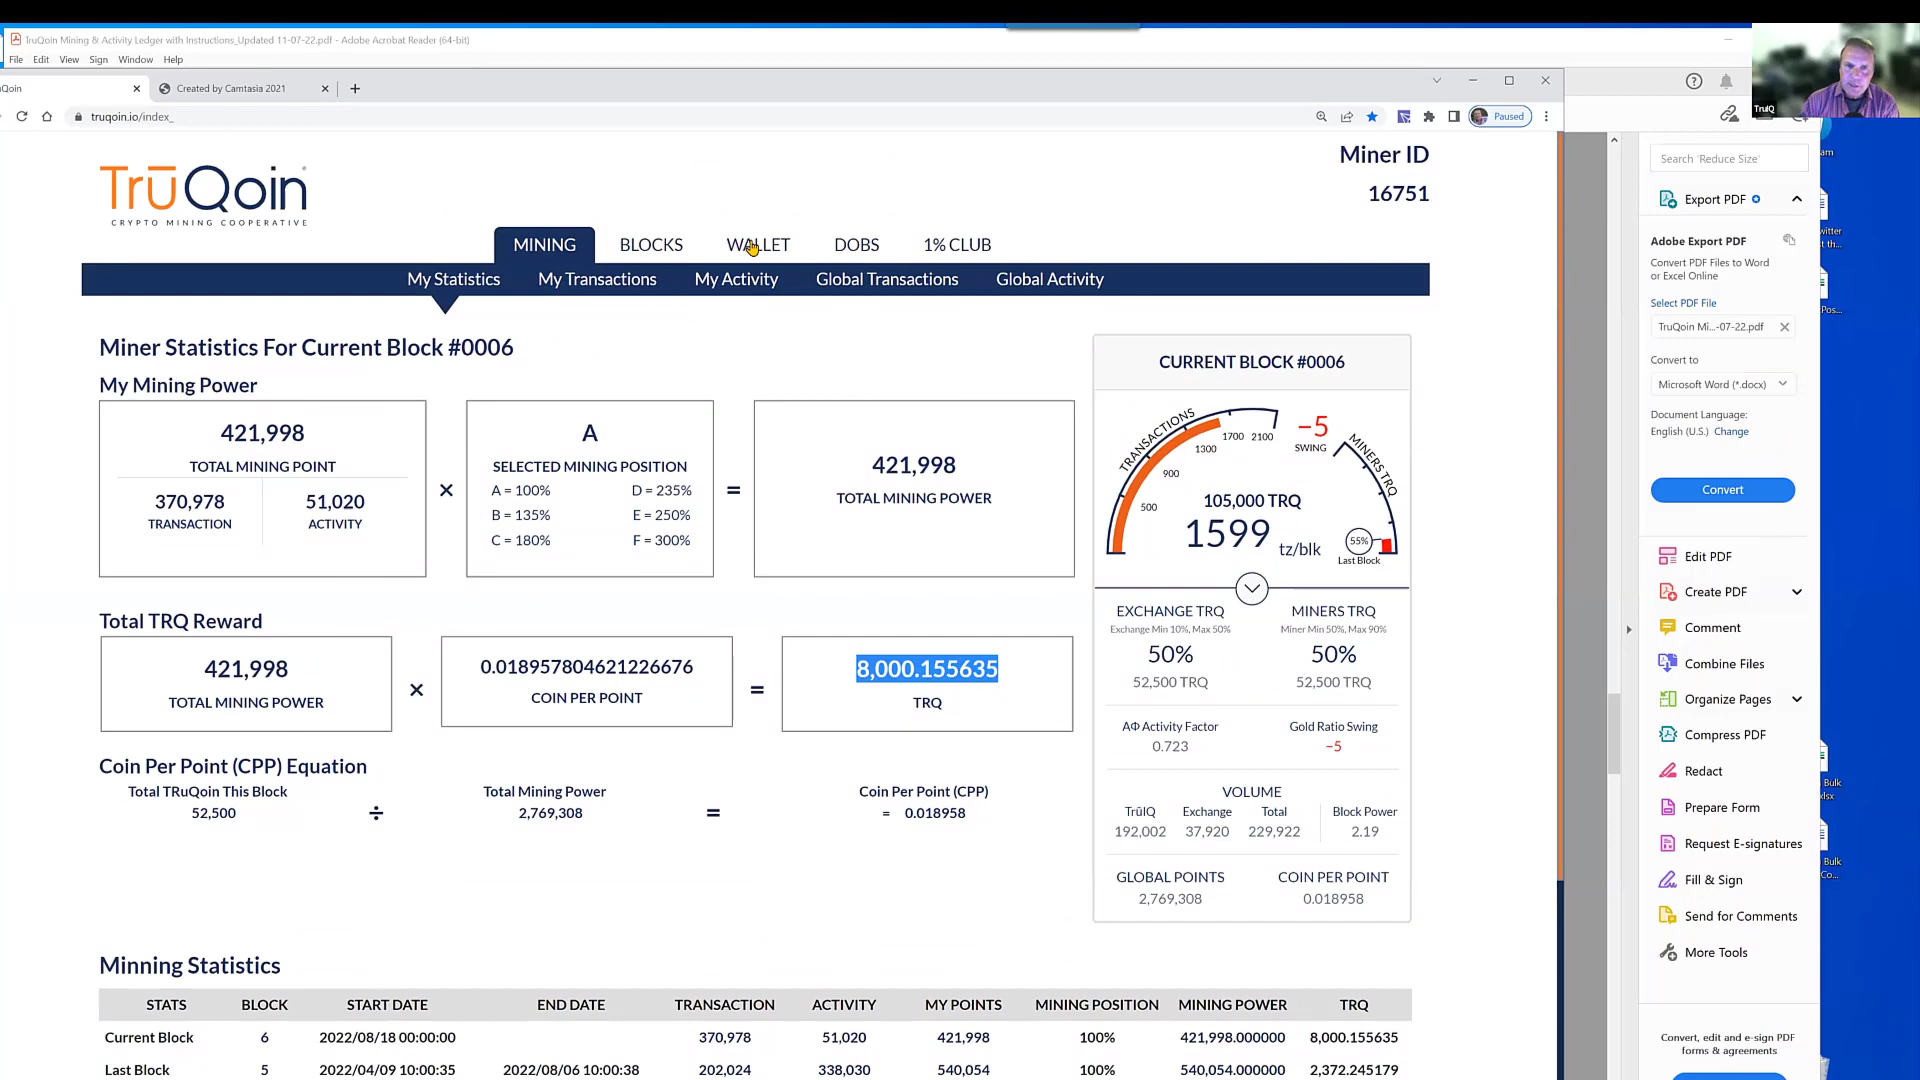 TruQoin Mining & Activity Ledger with Instructions_Updated 11-07-22.pdf - Adobe Acrobat Reader (64-bit)
File Edit View Sign Window Help
Qoin
Created by Camtasia 2021
truqoin.io/index_
Paused
TruIQ
TrūQoin
CRYPTO MINING COOPERATIVE
Miner ID
16751
MINING BLOCKS WALLET DOBS 1% CLUB
My Statistics My Transactions My Activity Global Transactions Global Activity
Miner Statistics For Current Block #0006
My Mining Power
421,998
TOTAL MINING POINT
370,978 51,020
TRANSACTION ACTIVITY
×
A
SELECTED MINING POSITION
A = 100% D = 235%
B = 135% E = 250%
C = 180% F = 300%
=
421,998
TOTAL MINING POWER
Total TRQ Reward
421,998
TOTAL MINING POWER
×
0.018957804621226676
COIN PER POINT
=
8,000.155635
TRQ
Coin Per Point (CPP) Equation
Total TRuQoin This Block Total Mining Power Coin Per Point (CPP)
52,500 ÷ 2,769,308 = = 0.018958
CURRENT BLOCK #0006
TRANSACTIONS
500
900
1300
1700
2100
−5
SWING
MINERS TRQ
105,000 TRQ
1599 tz/blk
55%
Last Block
EXCHANGE TRQ MINERS TRQ
Exchange Min 10%, Max 50% Miner Min 50%, Max 90%
50% 50%
52,500 TRQ 52,500 TRQ
AΦ Activity Factor Gold Ratio Swing
0.723 −5
VOLUME
TrūIQ Exchange Total Block Power
192,002 37,920 229,922 2.19
GLOBAL POINTS COIN PER POINT
2,769,308 0.018958
Minning Statistics
STATS BLOCK START DATE END DATE TRANSACTION ACTIVITY MY POINTS MINING POSITION MINING POWER TRQ
Current Block 6 2022/08/18 00:00:00 370,978 51,020 421,998 100% 421,998.000000 8,000.155635
Last Block 5 2022/04/09 10:00:35 2022/08/06 10:00:38 202,024 338,030 540,054 100% 540,054.000000 2,372.245179
Search 'Reduce Size'
Export PDF
Adobe Export PDF
Convert PDF Files to Word
or Excel Online
Select PDF File
TruQoin Mi...-07-22.pdf
Convert to
Microsoft Word (*.docx)
Document Language:
English (U.S.) Change
Convert
Edit PDF
Create PDF
Comment
Combine Files
Organize Pages
Compress PDF
Redact
Prepare Form
Request E-signatures
Fill & Sign
Send for Comments
More Tools
Convert, edit and e-sign PDF
forms & agreements
am
witter
t th...
Pos...
Bulk
xlsx
Bulk
Co...